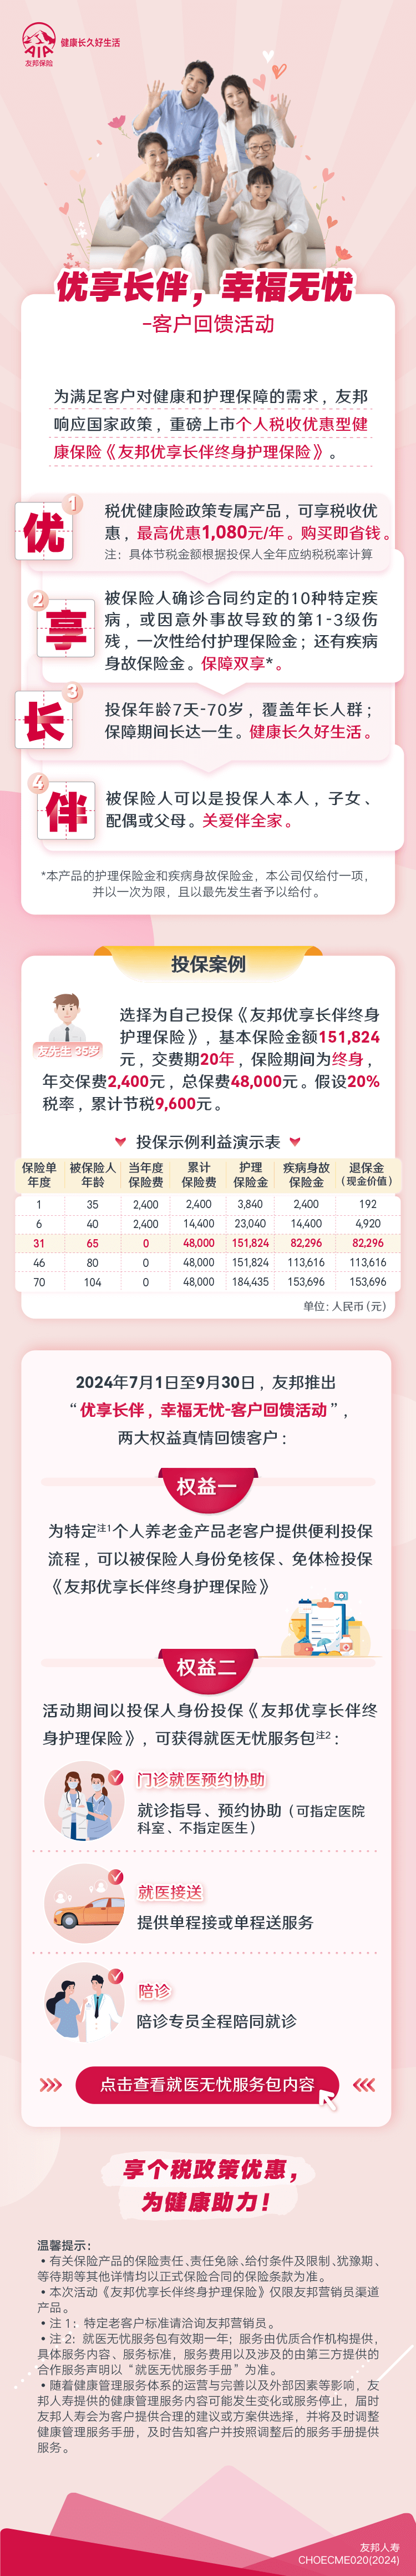 AIA
友邦保险
健康长久好生活
优享长伴，幸福无忧
-客户回馈活动
为满足客户对健康和护理保障的需求，友邦
响应国家政策，重磅上市个人税收优惠型健
康保险《友邦优享长伴终身护理保险》。
1
优
税优健康险政策专属产品，可享税收优
惠，最高优惠1,080元/年。购买即省钱。
注：具体节税金额根据投保人全年应纳税税率计算
2
享
被保险人确诊合同约定的10种特定疾
病，或因意外事故导致的第1-3级伤
残，一次性给付护理保险金；还有疾病
身故保险金。保障双享*。
3
长
投保年龄7天-70岁，覆盖年长人群；
保障期间长达一生。健康长久好生活。
4
伴
被保险人可以是投保人本人，子女、
配偶或父母。关爱伴全家。
*本产品的护理保险金和疾病身故保险金，本公司仅给付一项，
并以一次为限，且以最先发生者予以给付。
投保案例
友先生 35岁
选择为自己投保《友邦优享长伴终身
护理保险》，基本保险金额151,824
元，交费期20年，保险期间为终身，
年交保费2,400元，总保费48,000元。假设20%
税率，累计节税9,600元。
投保示例利益演示表
保险单年度 被保险人年龄 当年度保险费 累计保险费 护理保险金 疾病身故保险金 退保金（现金价值）
1 35 2,400 2,400 3,840 2,400 192
6 40 2,400 14,400 23,040 14,400 4,920
31 65 0 48,000 151,824 82,296 82,296
46 80 0 48,000 151,824 113,616 113,616
70 104 0 48,000 184,435 153,696 153,696
单位：人民币（元）
2024年7月1日至9月30日，友邦推出
“优享长伴，幸福无忧-客户回馈活动”，
两大权益真情回馈客户：
权益一
为特定注1个人养老金产品老客户提供便利投保
流程，可以被保险人身份免核保、免体检投保
《友邦优享长伴终身护理保险》
权益二
活动期间以投保人身份投保《友邦优享长伴终
身护理保险》，可获得就医无忧服务包注2：
门诊就医预约协助
就诊指导、预约协助（可指定医院
科室、不指定医生）
就医接送
提供单程接或单程送服务
陪诊
陪诊专员全程陪同就诊
点击查看就医无忧服务包内容
享个税政策优惠，
为健康助力！
温馨提示：
•有关保险产品的保险责任、责任免除、给付条件及限制、犹豫期、
等待期等其他详情均以正式保险合同的保险条款为准。
•本次活动《友邦优享长伴终身护理保险》仅限友邦营销员渠道
产品。
•注 1：特定老客户标准请洽询友邦营销员。
•注 2：就医无忧服务包有效期一年；服务由优质合作机构提供，
具体服务内容、服务标准，服务费用以及涉及的由第三方提供的
合作服务声明以“就医无忧服务手册”为准。
•随着健康管理服务体系的运营与完善以及外部因素等影响，友
邦人寿提供的健康管理服务内容可能发生变化或服务停止，届时
友邦人寿会为客户提供合理的建议或方案供选择，并将及时调整
健康管理服务手册，及时告知客户并按照调整后的服务手册提供
服务。
友邦人寿
CHOECME020(2024)